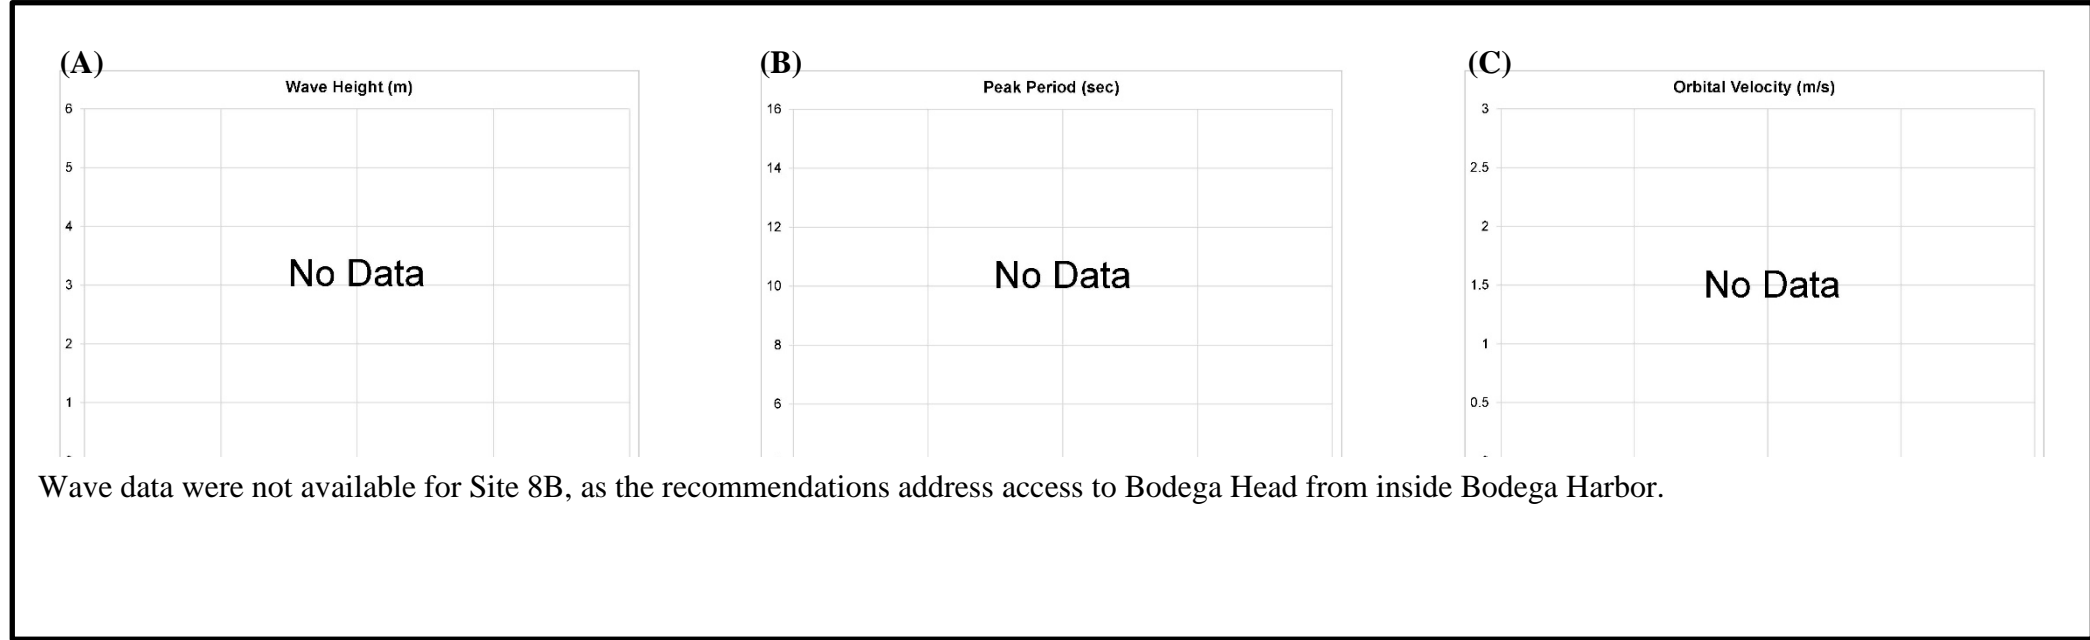 (A)
Wave Height (m)
6
5
4
3
2
1
No Data
(B)
Peak Period (sec)
16
14
12
10
8
6
No Data
(C)
Orbital Velocity (m/s)
3
2.5
2
1.5
1
0.5
No Data
Wave data were not available for Site 8B, as the recommendations address access to Bodega Head from inside Bodega Harbor.